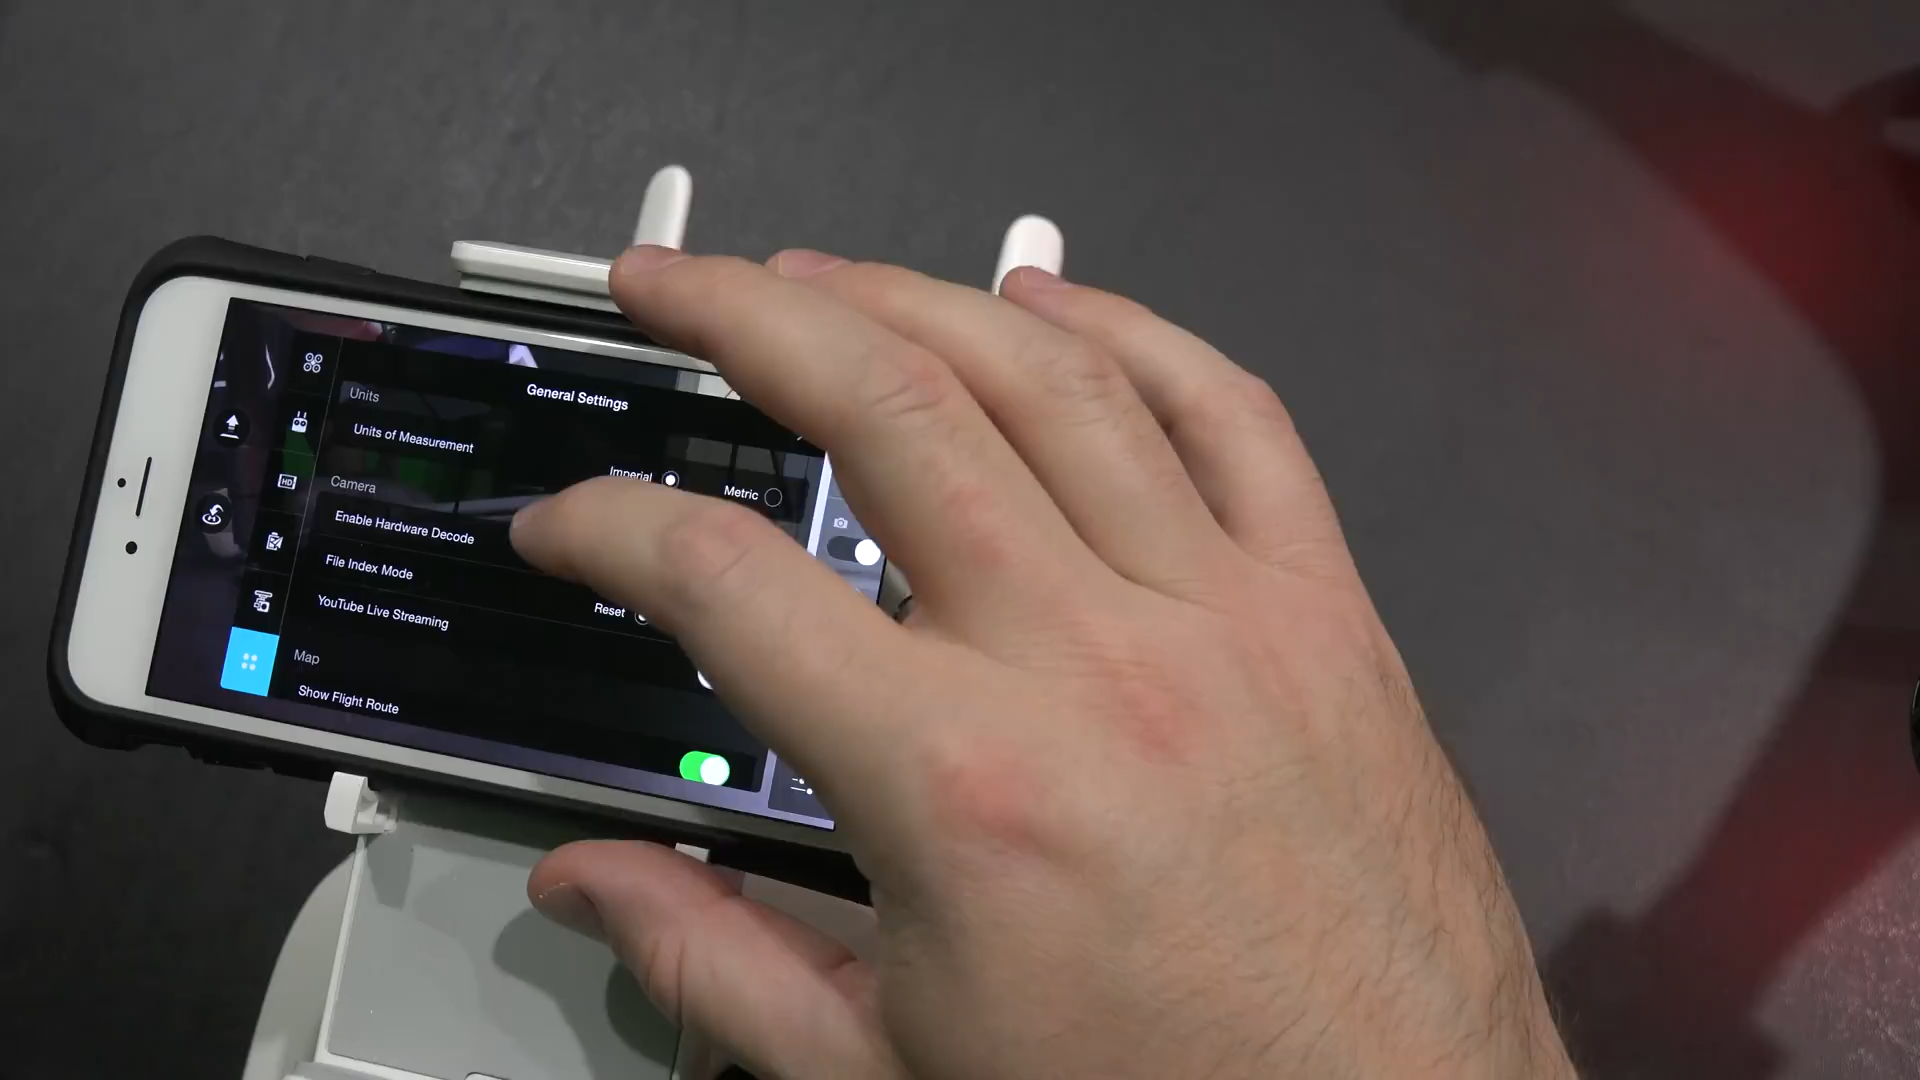 General Settings
Units
Units of Measurement
Imperial
Metric
Camera
Enable Hardware Decode
HD
File Index Mode
Reset
YouTube Live Streaming
Map
Show Flight Route